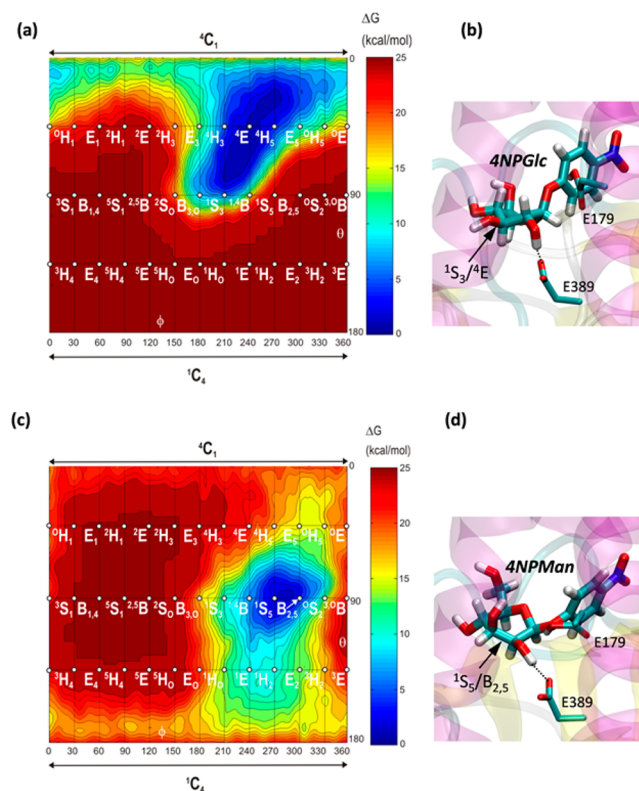 (a)
⁴C₁
ΔG
(kcal/mol)
0
25
⁰H₁ E₁ ²H₁ ²E ²H₃ E₃ ⁴H₃ ⁴E ⁴H₅ E₅ ⁰H₅ ⁰E
20
15
³S₁ B₁,₄ ⁵S₁ ²,⁵B ²S₀ B₃,₀ ¹S₃ ¹,⁴B ¹S₅ B₂,₅ ⁰S₂ ³,⁰B
90
θ
10
³H₄ E₄ ⁵H₄ ⁵E ⁵H₀ E₀ ¹H₀ ¹E ¹H₂ E₂ ³H₂ ³E
5
ϕ
180
0
0 30 60 90 120 150 180 210 240 270 300 330 360
¹C₄
(b)
4NPGlc
E179
¹S₃/⁴E
E389
(c)
⁴C₁
ΔG
(kcal/mol)
0
25
⁰H₁ E₁ ²H₁ ²E ²H₃ E₃ ⁴H₃ ⁴E ⁴H₅ E₅ ⁰H₅ ⁰E
20
15
³S₁ B₁,₄ ⁵S₁ ²,⁵B ²S₀ B₃,₀ ¹S₃ ¹,⁴B ¹S₅ B₂,₅ ⁰S₂ ³,⁰B
90
θ
10
³H₄ E₄ ⁵H₄ ⁵E ⁵H₀ E₀ ¹H₀ ¹E ¹H₂ E₂ ³H₂ ³E
5
ϕ
180
0
0 30 60 90 120 150 180 210 240 270 300 330 360
¹C₄
(d)
4NPMan
E179
¹S₅/B₂,₅
E389